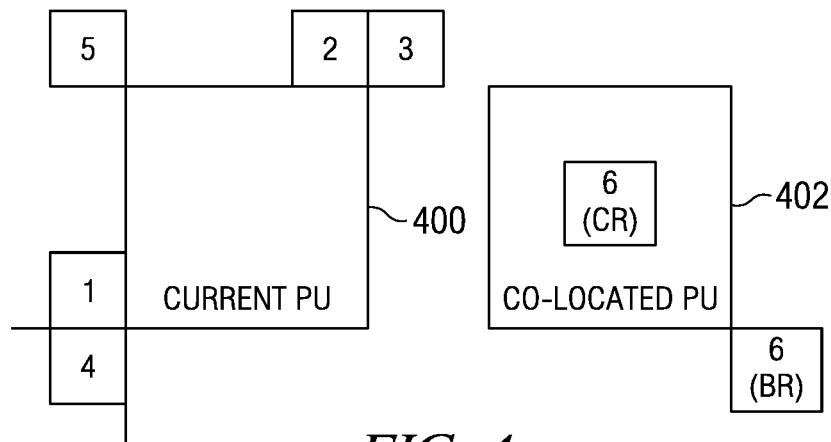 5
2
3
6
(CR)
402
400
1
CURRENT PU
CO-LOCATED PU
4
6
(BR)
FIG. 4